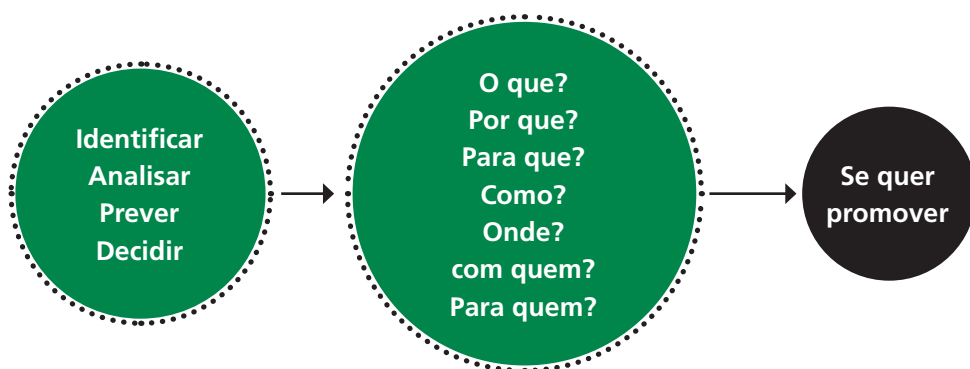 Identificar
Analisar
Prever
Decidir
O que?
Por que?
Para que?
Como?
Onde?
com quem?
Para quem?
Se quer
promover